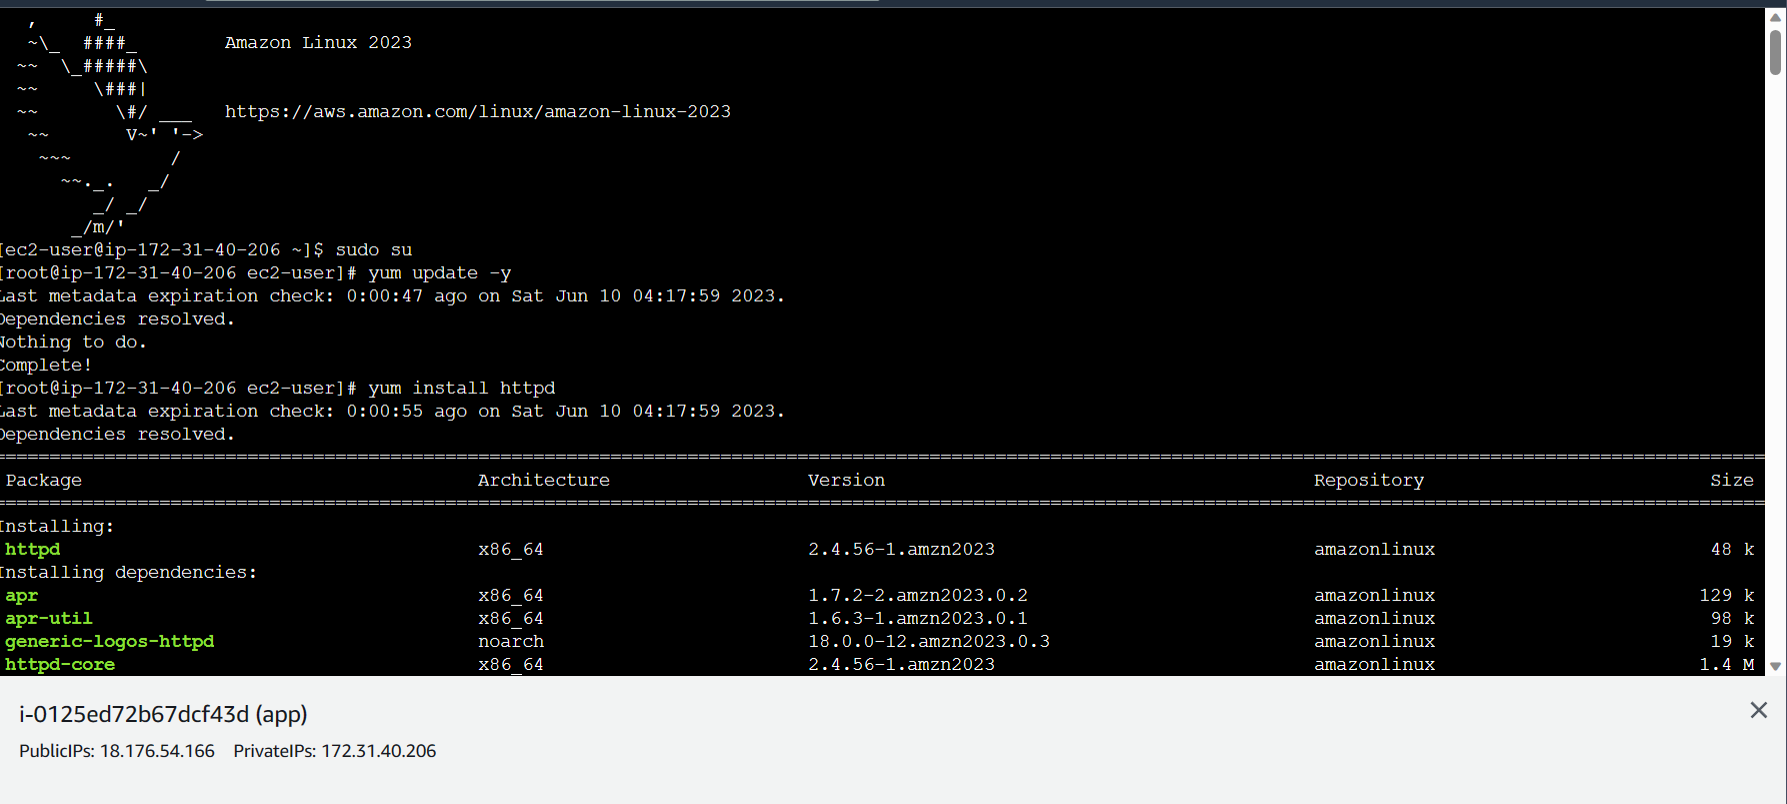 ,      #_
~\_  ####_        Amazon Linux 2023
~~  \_#####\
~~     \###|
~~       \#/ ___   https://aws.amazon.com/linux/amazon-linux-2023
~~       V~' '->
~~~         /
~~._.   _/
_/ _/
_/m/'
[ec2-user@ip-172-31-40-206 ~]$ sudo su
[root@ip-172-31-40-206 ec2-user]# yum update -y
Last metadata expiration check: 0:00:47 ago on Sat Jun 10 04:17:59 2023.
Dependencies resolved.
Nothing to do.
Complete!
[root@ip-172-31-40-206 ec2-user]# yum install httpd
Last metadata expiration check: 0:00:55 ago on Sat Jun 10 04:17:59 2023.
Dependencies resolved.
Package Architecture Version Repository Size
Installing:
httpd x86_64 2.4.56-1.amzn2023 amazonlinux 48 k
Installing dependencies:
apr x86_64 1.7.2-2.amzn2023.0.2 amazonlinux 129 k
apr-util x86_64 1.6.3-1.amzn2023.0.1 amazonlinux 98 k
generic-logos-httpd noarch 18.0.0-12.amzn2023.0.3 amazonlinux 19 k
httpd-core x86_64 2.4.56-1.amzn2023 amazonlinux 1.4 M
i-0125ed72b67dcf43d (app)
PublicIPs: 18.176.54.166 PrivateIPs: 172.31.40.206